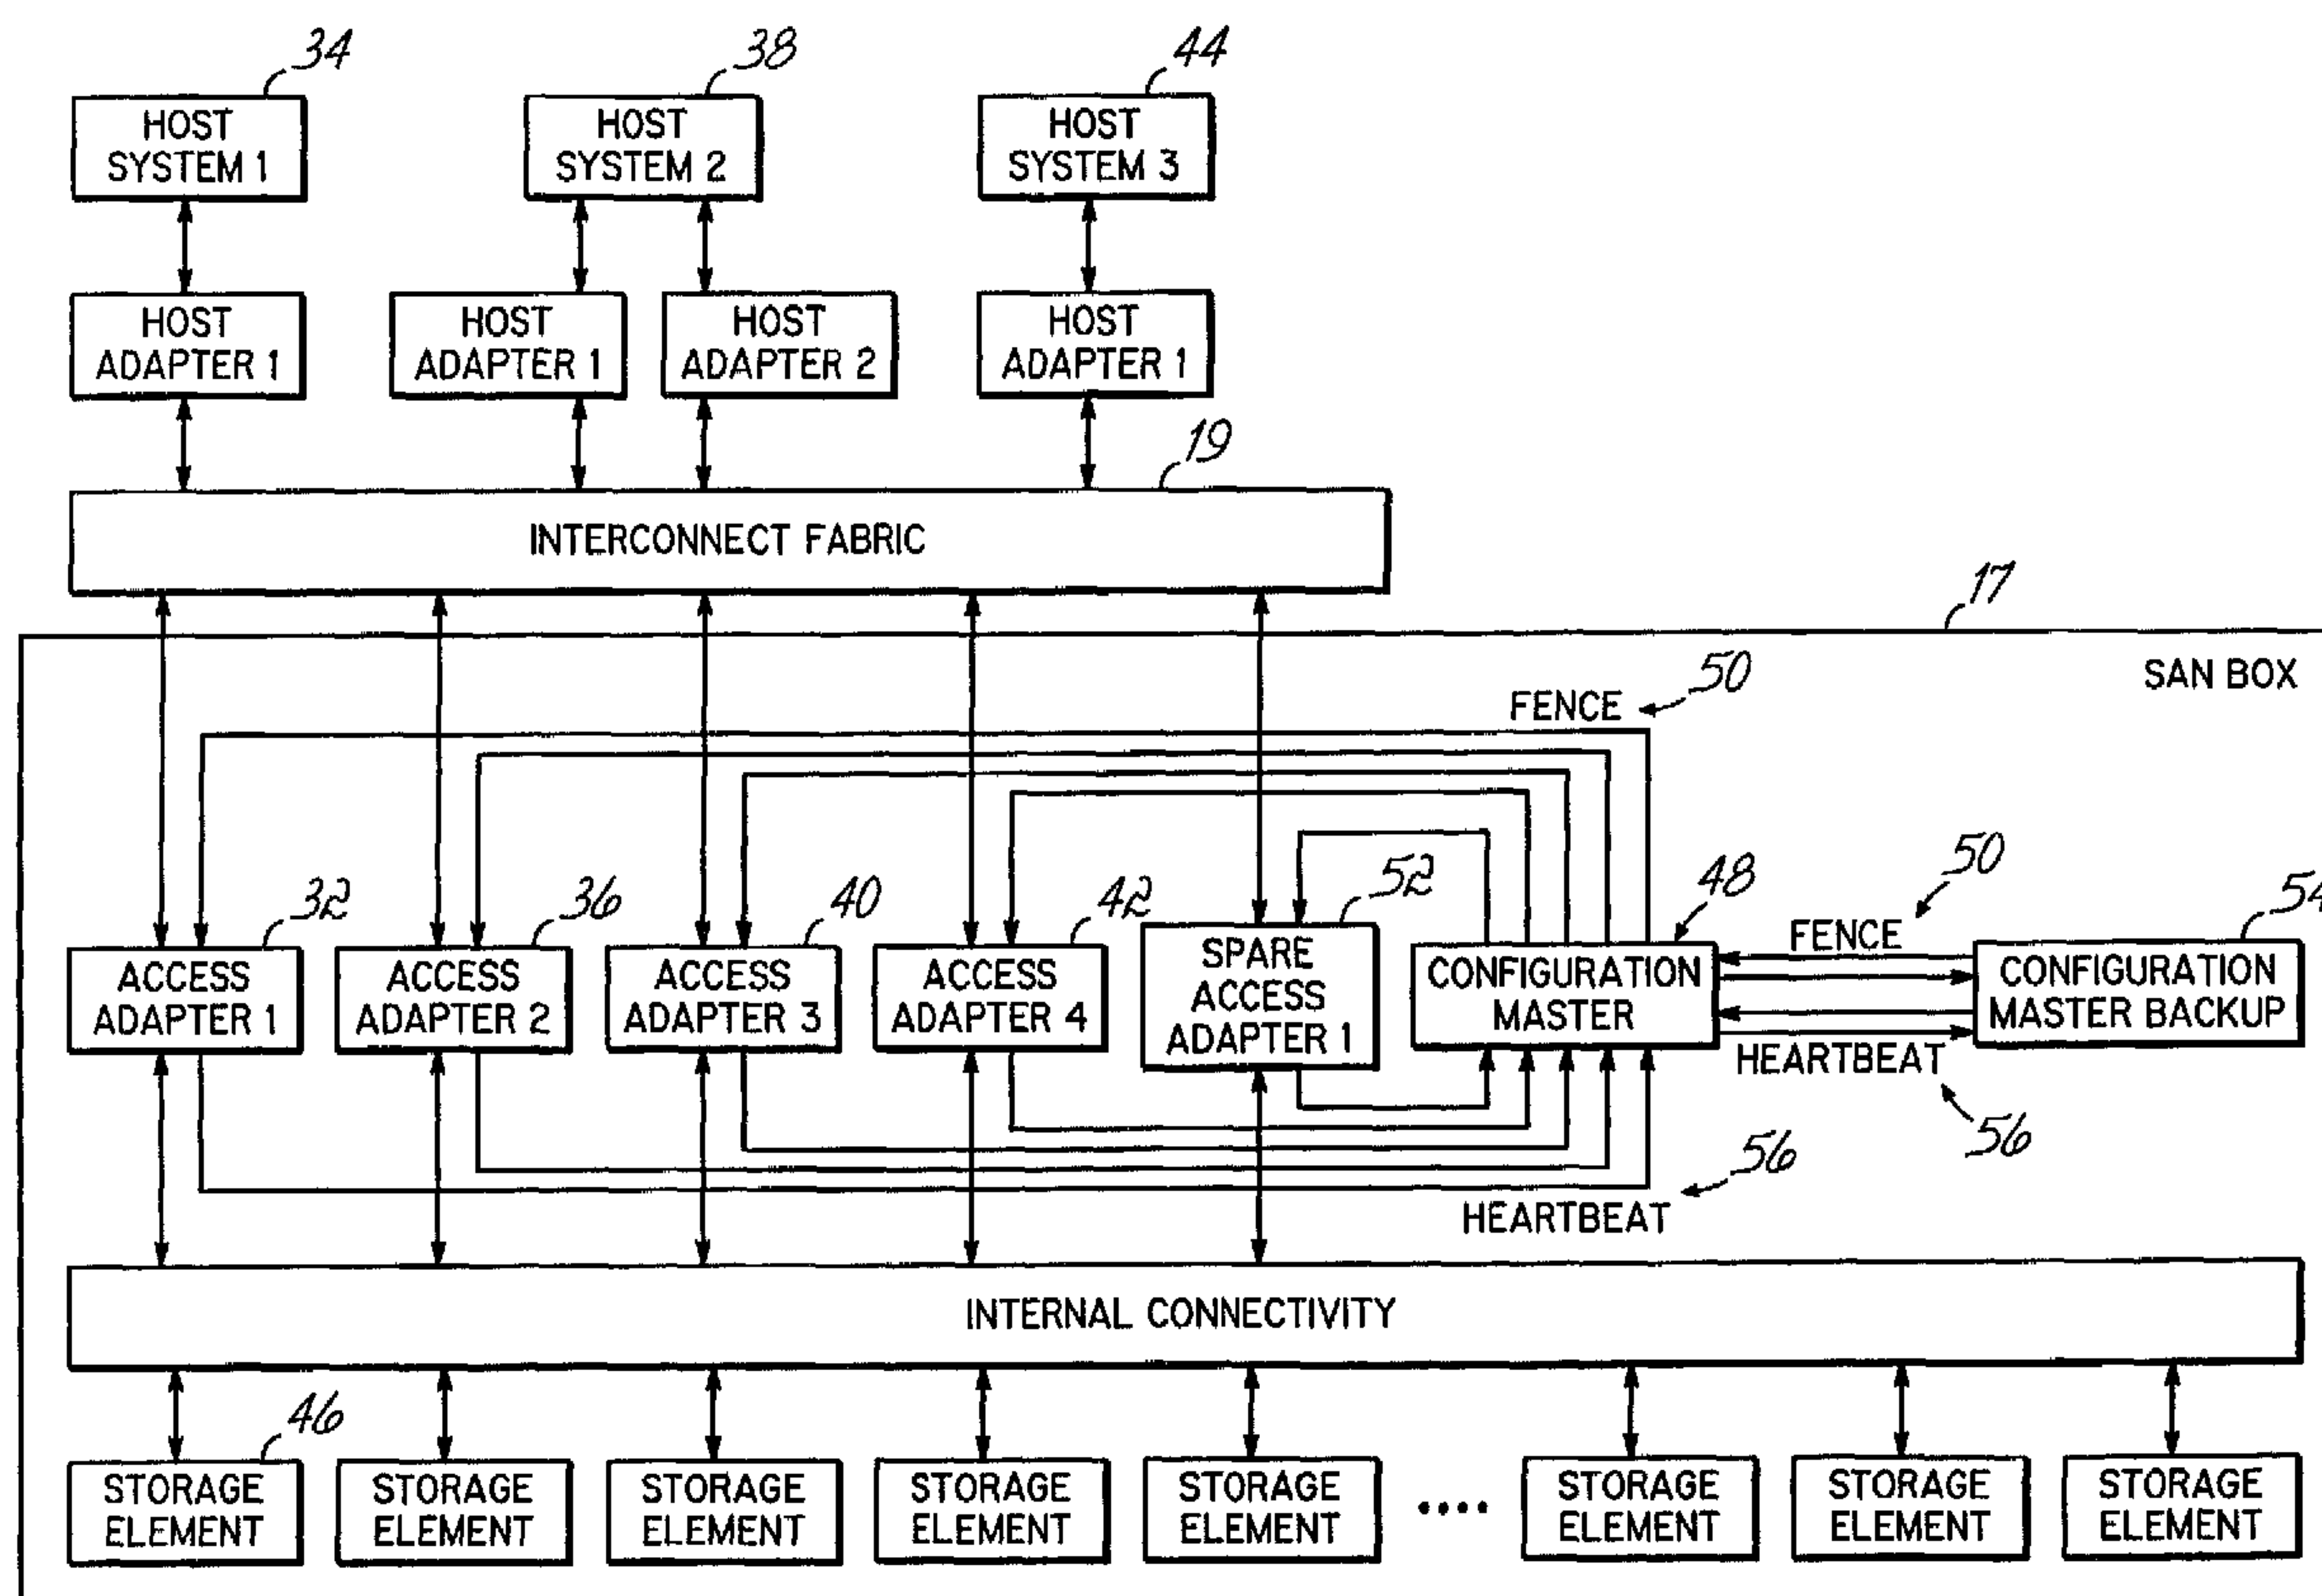 34
38
44
HOST
SYSTEM 1
HOST
SYSTEM 2
HOST
SYSTEM 3
HOST
ADAPTER 1
HOST
ADAPTER 1
HOST
ADAPTER 2
HOST
ADAPTER 1
19
INTERCONNECT FABRIC
17
SAN BOX
FENCE
50
32
36
40
42
52
48
50
54
ACCESS
ADAPTER 1
ACCESS
ADAPTER 2
ACCESS
ADAPTER 3
ACCESS
ADAPTER 4
SPARE
ACCESS
ADAPTER 1
CONFIGURATION
MASTER
FENCE
HEARTBEAT
CONFIGURATION
MASTER BACKUP
56
56
HEARTBEAT
INTERNAL CONNECTIVITY
46
STORAGE
ELEMENT
STORAGE
ELEMENT
STORAGE
ELEMENT
STORAGE
ELEMENT
STORAGE
ELEMENT
....
STORAGE
ELEMENT
STORAGE
ELEMENT
STORAGE
ELEMENT